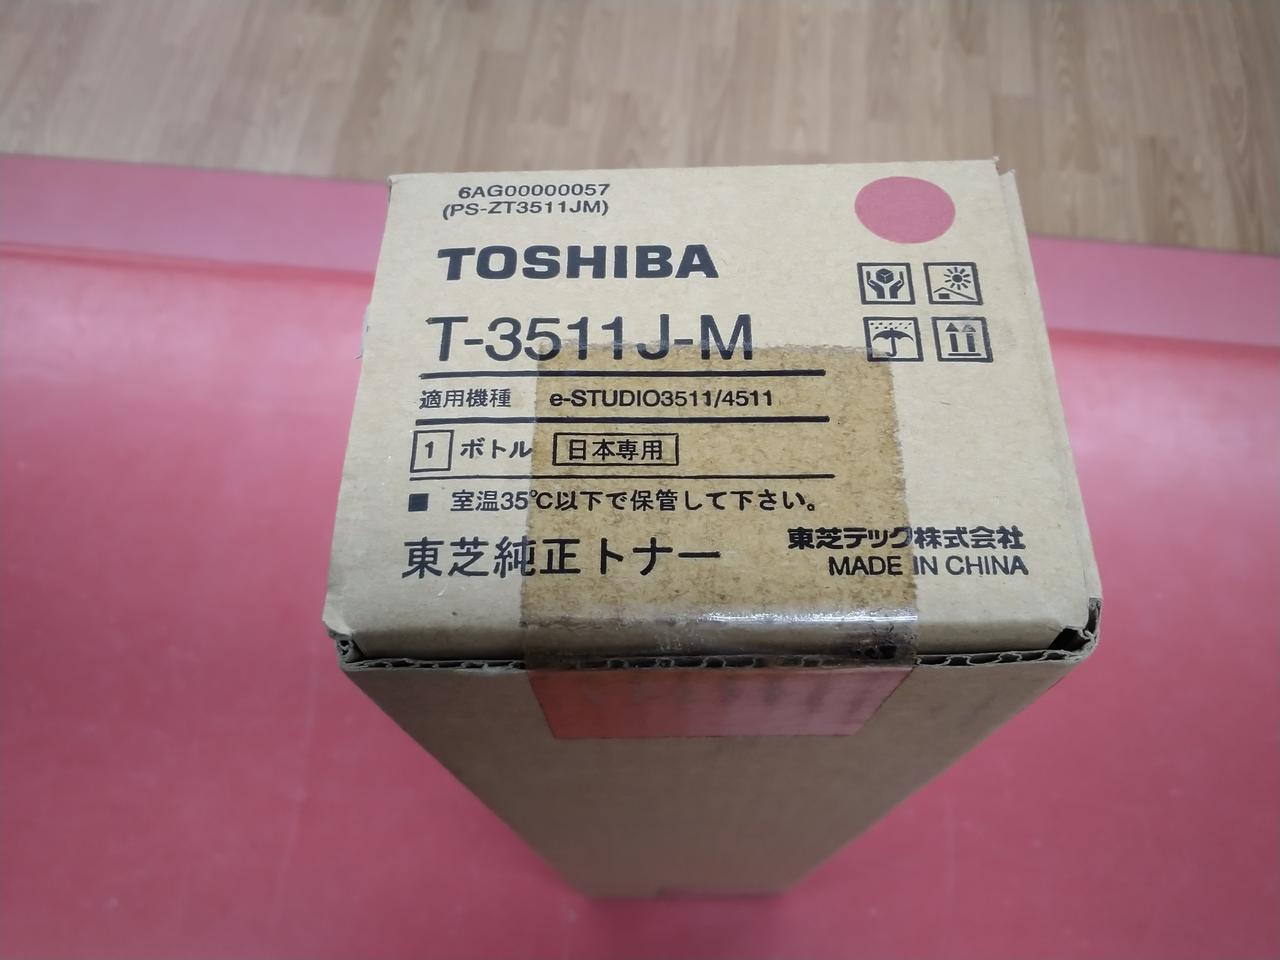 6AG00000057
(PS-ZT3511JM)
TOSHIBA
T-3511J-M
適用機種 e-STUDIO3511/4511
1 ボトル 日本専用
■ 室温35℃以下で保管して下さい。
東芝純正トナー
東芝テック株式会社
MADE IN CHINA